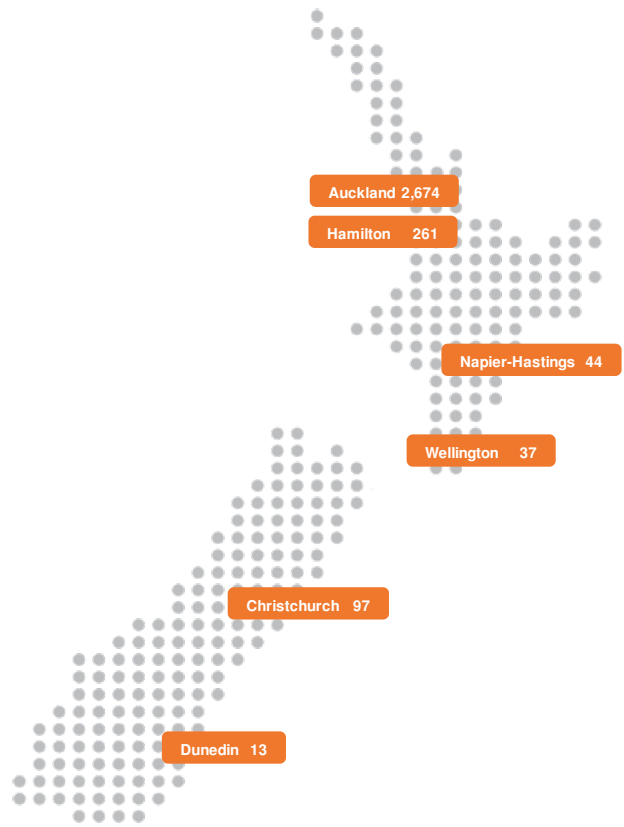 Auckland 2,674
Hamilton 261
Napier-Hastings 44
Wellington 37
Christchurch 97
Dunedin 13